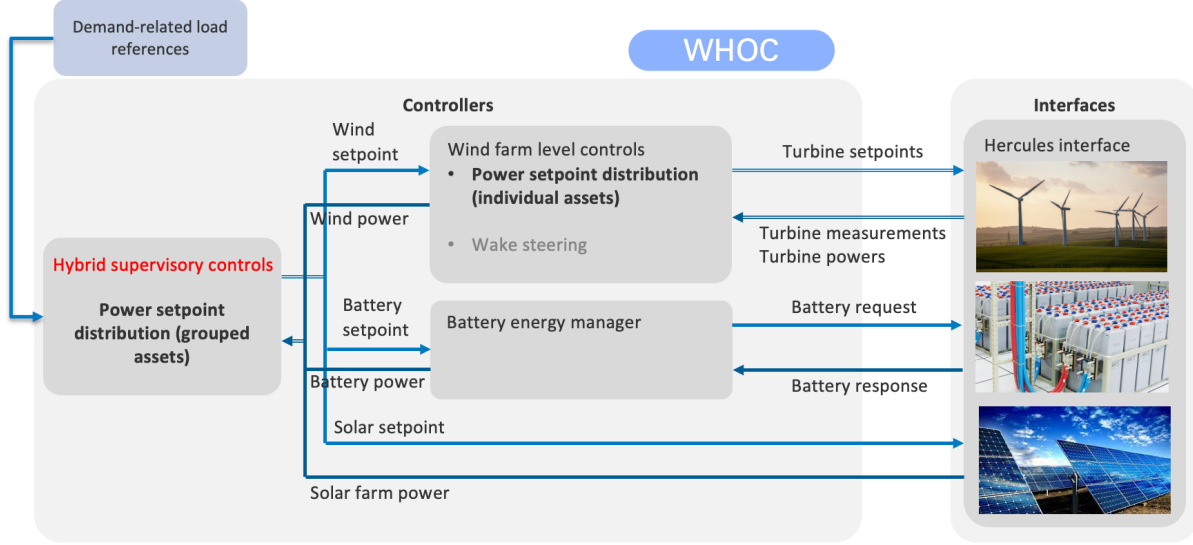 Demand-related load
references
WHOC
Controllers
Interfaces
Wind
setpoint
Wind farm level controls
• Power setpoint distribution
(individual assets)
• Wake steering
Turbine setpoints
Hercules interface
Wind power
Turbine measurements
Turbine powers
Hybrid supervisory controls
Power setpoint
distribution (grouped
assets)
Battery
setpoint
Battery energy manager
Battery request
Battery power
Battery response
Solar setpoint
Solar farm power